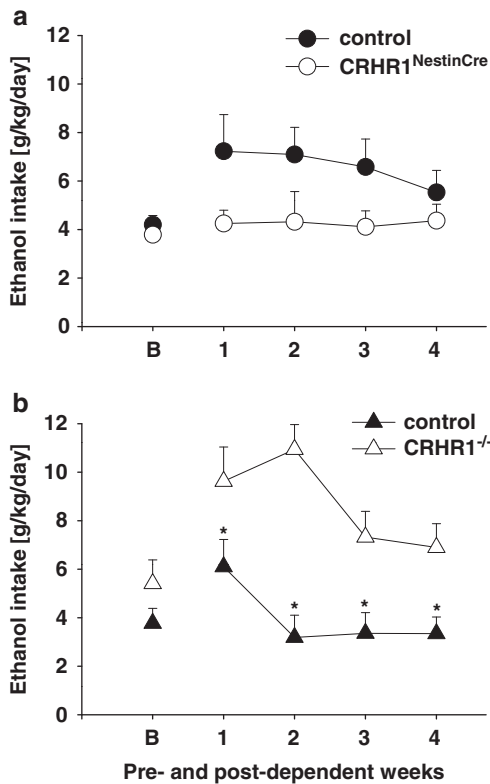 a
12
10
8
6
4
2
0
Ethanol intake [g/kg/day]
control
CRHR1NestinCre
B 1 2 3 4
b
12
10
8
6
4
2
0
Ethanol intake [g/kg/day]
control
CRHR1-/-
*
* * *
B 1 2 3 4
Pre- and post-dependent weeks